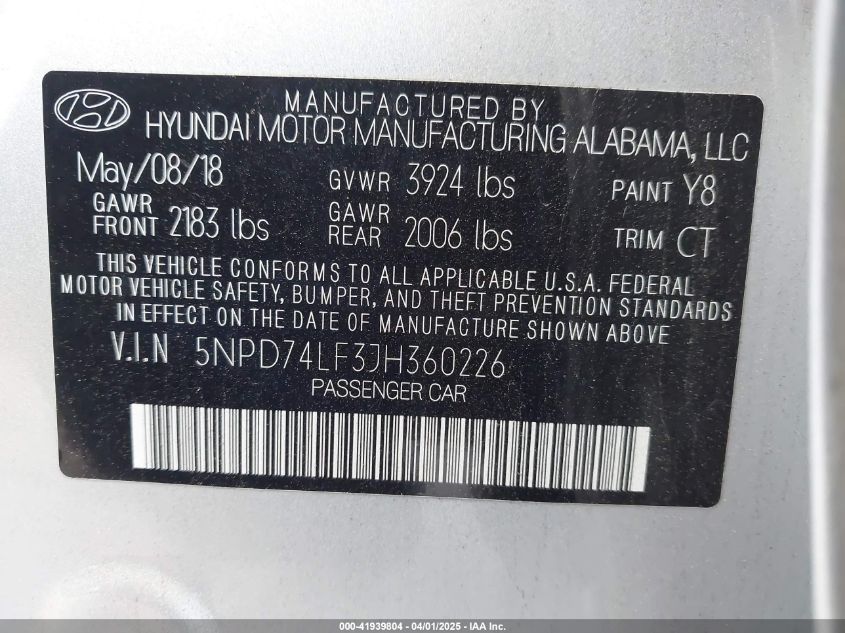 MANUFACTURED BY
HYUNDAI MOTOR MANUFACTURING ALABAMA, LLC
May/08/18 GVWR 3924 lbs PAINT Y8
GAWR FRONT 2183 lbs GAWR REAR 2006 lbs TRIM CT
THIS VEHICLE CONFORMS TO ALL APPLICABLE U.S.A. FEDERAL
MOTOR VEHICLE SAFETY, BUMPER, AND THEFT PREVENTION STANDARDS
IN EFFECT ON THE DATE OF MANUFACTURE SHOWN ABOVE
V.I.N 5NPD74LF3JH360226
PASSENGER CAR
000-41939804 / 04/01/2025 - IAA Inc.